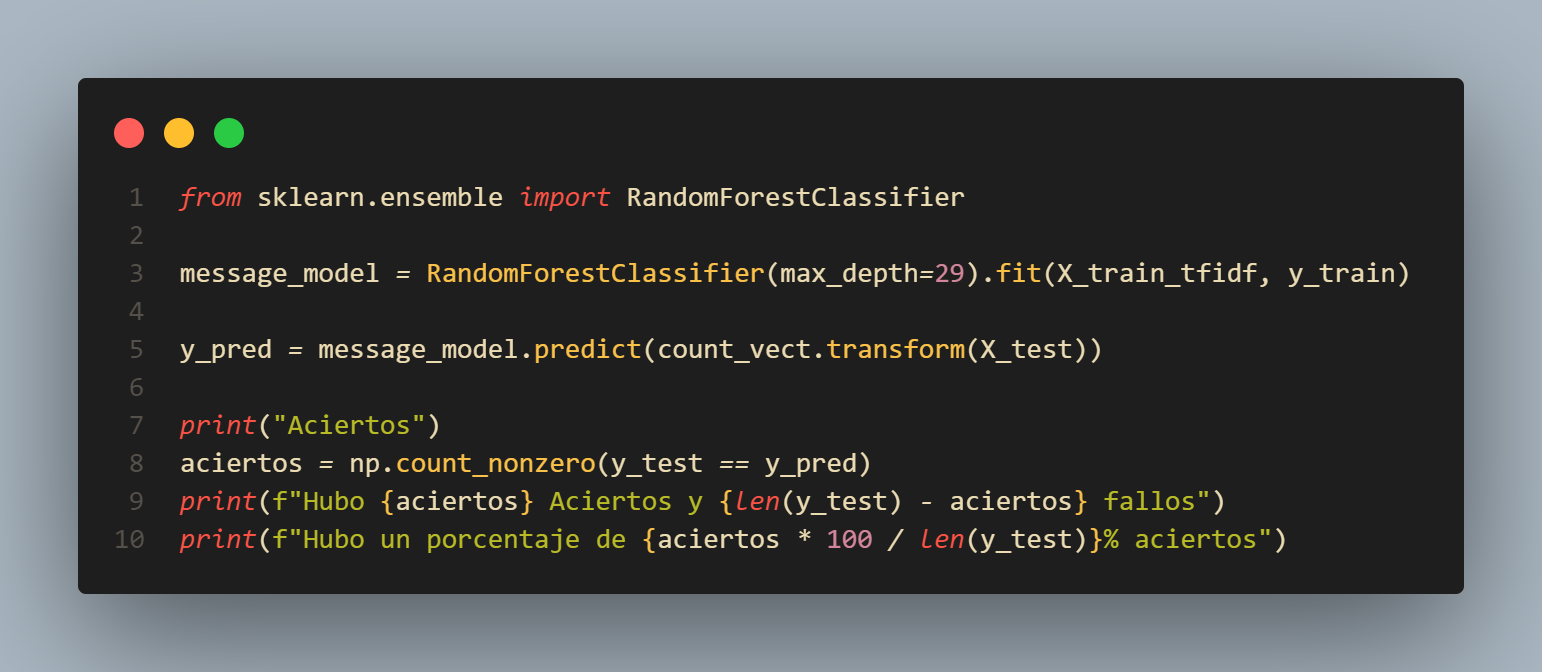 1 from sklearn.ensemble import RandomForestClassifier
2
3 message_model = RandomForestClassifier(max_depth=29).fit(X_train_tfidf, y_train)
4
5 y_pred = message_model.predict(count_vect.transform(X_test))
6
7 print("Aciertos")
8 aciertos = np.count_nonzero(y_test == y_pred)
9 print(f"Hubo {aciertos} Aciertos y {len(y_test) - aciertos} fallos")
10 print(f"Hubo un porcentaje de {aciertos * 100 / len(y_test)}% aciertos")